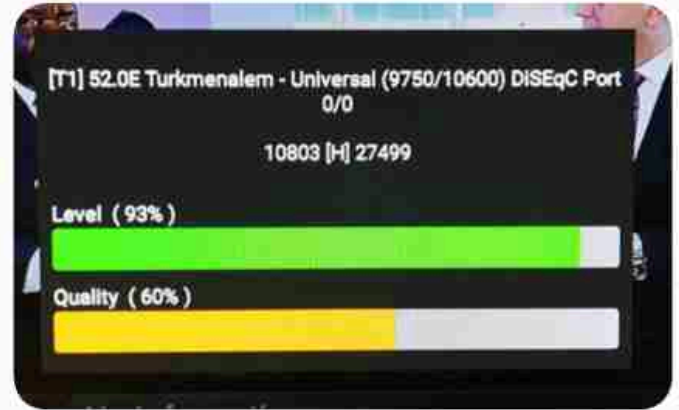 [T1] 52.0E Turkmenalem - Universal (9750/10600) DiSEqC Port
0/0
10803 [H] 27499
Level ( 93% )
Quality ( 60% )